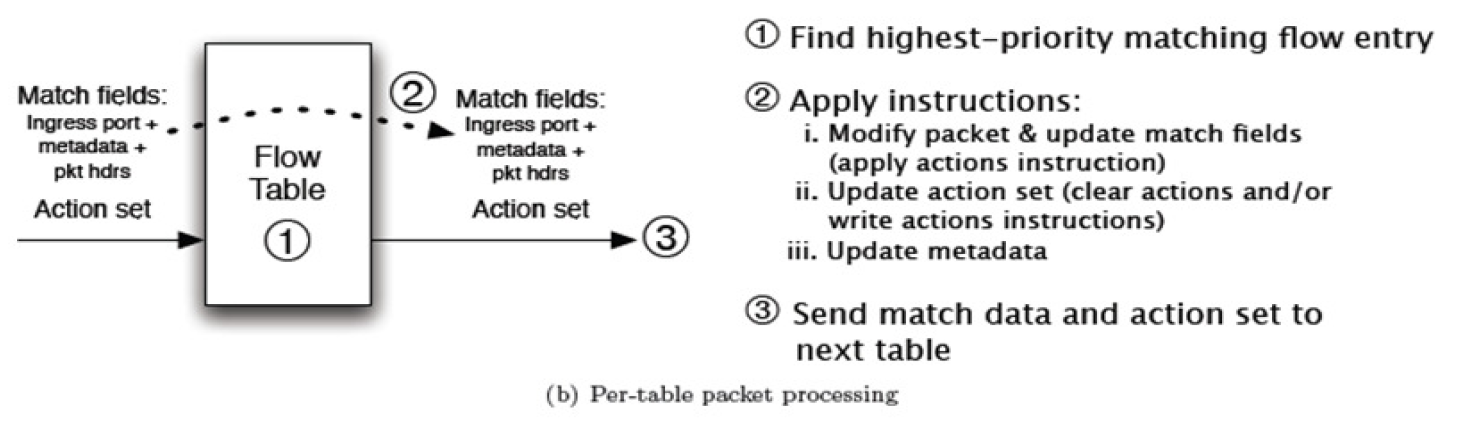 Match fields:
Ingress port +
metadata +
pkt hdrs
Action set
Flow
Table
①
②
Match fields:
Ingress port +
metadata +
pkt hdrs
Action set
③
① Find highest-priority matching flow entry
② Apply instructions:
i. Modify packet & update match fields
(apply actions instruction)
ii. Update action set (clear actions and/or
write actions instructions)
iii. Update metadata
③ Send match data and action set to
next table
(b) Per-table packet processing